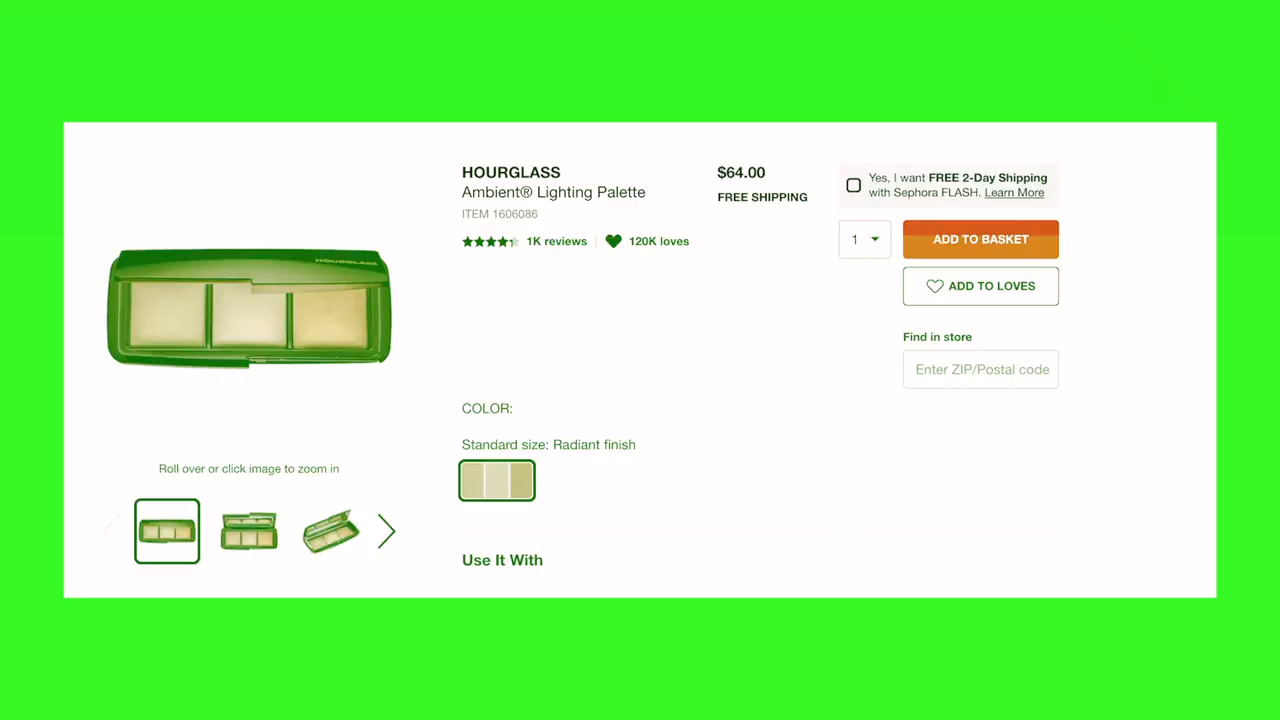 HOURGLASS
Ambient® Lighting Palette
ITEM 1606086
1K reviews
120K loves
$64.00
FREE SHIPPING
Yes, I want FREE 2-Day Shipping
with Sephora FLASH. Learn More
1
ADD TO BASKET
ADD TO LOVES
Find in store
Enter ZIP/Postal code
HOURGLASS
COLOR:
Standard size: Radiant finish
Roll over or click image to zoom in
Use It With